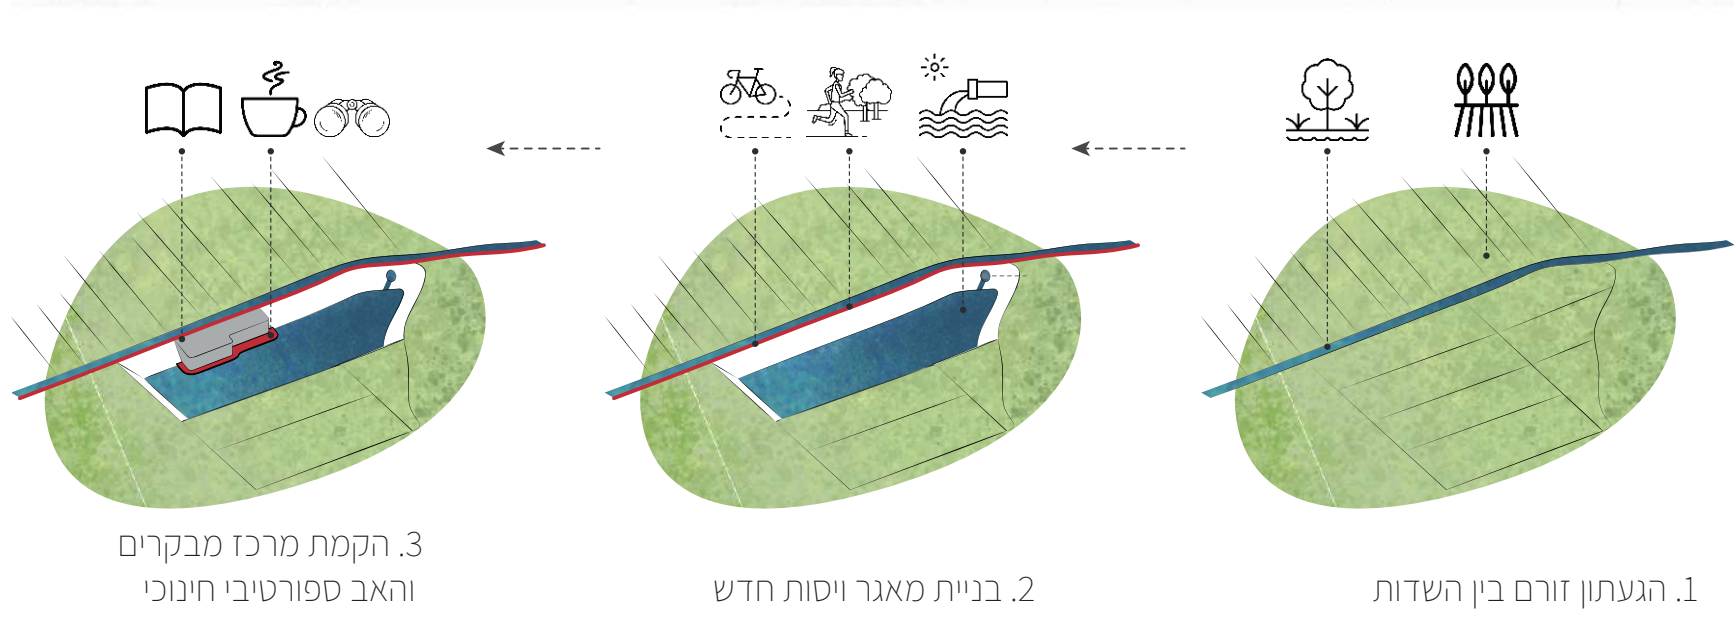 1. הגעתון זורם בין השדות
2. בניית מאגר ויסות חדש
3. הקמת מרכז מבקרים
והאב ספורטיבי חינוכי